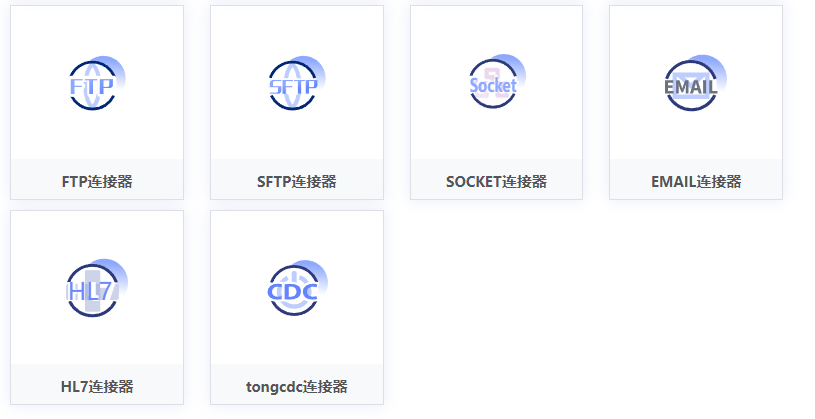 FTP
SFTP
Socket
EMAIL
FTP连接器
SFTP连接器
SOCKET连接器
EMAIL连接器
HL7
CDC
HL7连接器
tongcdc连接器